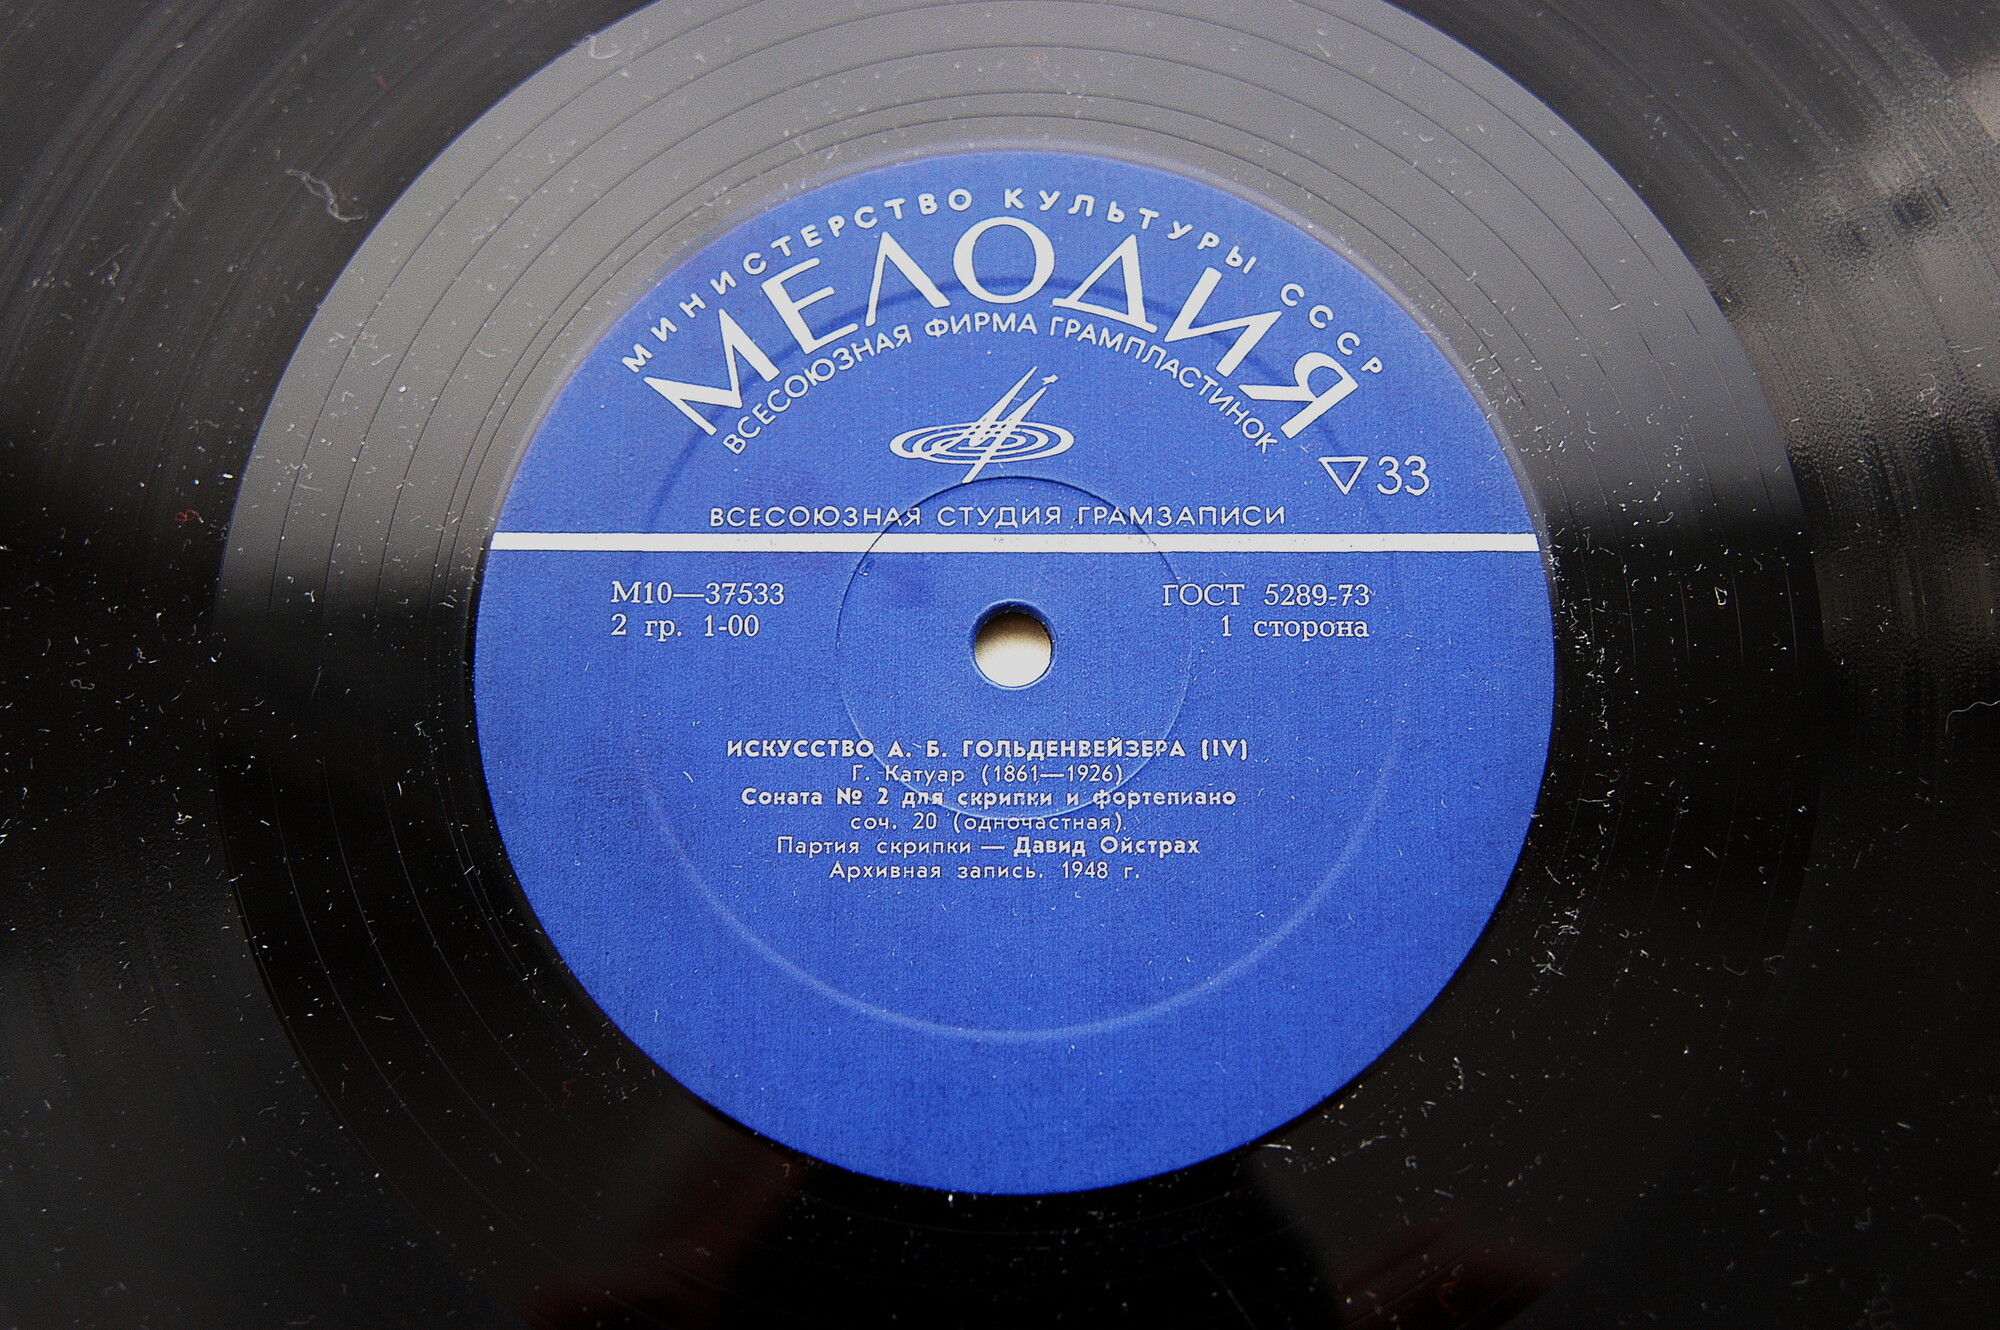 МИНИСТЕРСТВО КУЛЬТУРЫ СССР
МЕЛОДИЯ
ВСЕСОЮЗНАЯ ФИРМА ГРАМПЛАСТИНОК
33
ВСЕСОЮЗНАЯ СТУДИЯ ГРАМЗАПИСИ
М10—37533 ГОСТ 5289-73
2 гр. 1-00 1 сторона
ИСКУССТВО А. Б. ГОЛЬДЕНВЕЙЗЕРА (IV)
Г. Катуар (1861—1926)
Соната № 2 для скрипки и фортепиано
соч. 20 (одночастная).
Партия скрипки — Давид Ойстрах
Архивная запись. 1948 г.